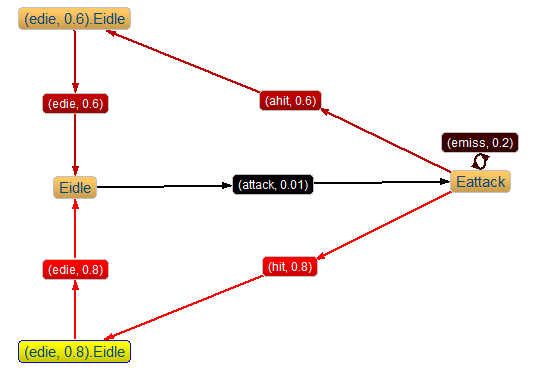 (edie, 0.6).Eidle
(edie, 0.6)
(ahit, 0.6)
(emiss, 0.2)
Eidle
(attack, 0.01)
Eattack
(edie, 0.8)
(hit, 0.8)
(edie, 0.8).Eidle